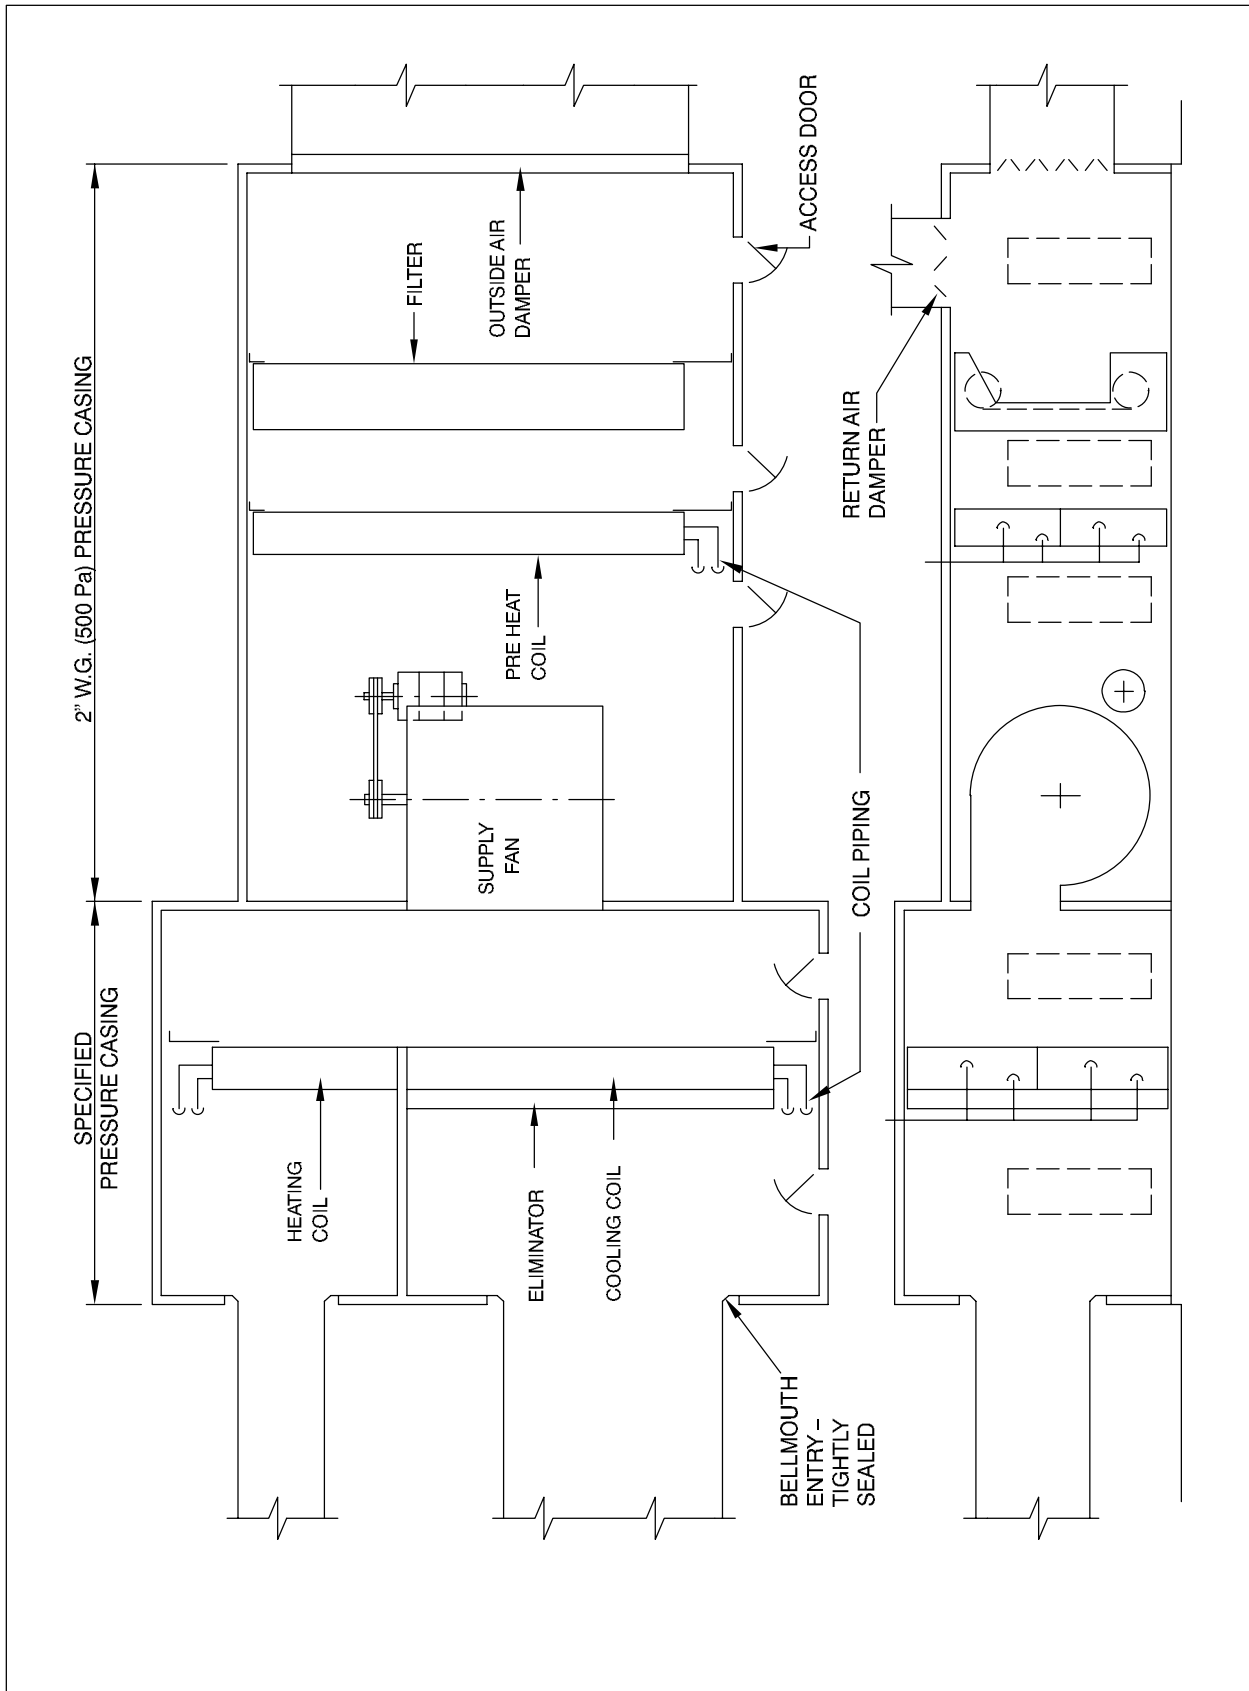 SPECIFIED
PRESSURE CASING
2" W.G. (500 Pa) PRESSURE CASING
HEATING
COIL
SUPPLY
FAN
PRE HEAT
COIL
FILTER
OUTSIDE AIR
DAMPER
ELIMINATOR
COOLING COIL
ACCESS DOOR
BELLMOUTH
ENTRY –
TIGHTLY
SEALED
COIL PIPING
RETURN AIR
DAMPER